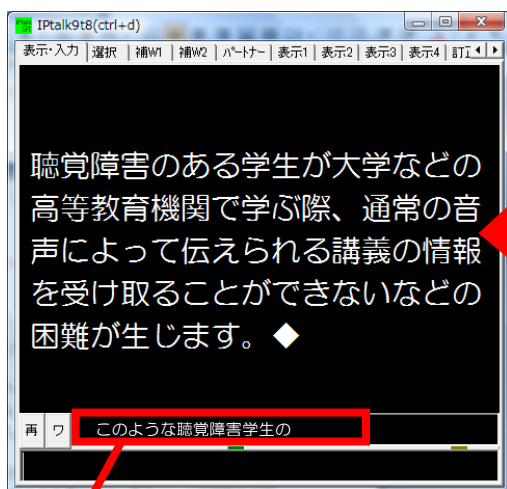 IPtalk9t8(ctrl+d)
表示・入力 選択 補助W1 補助W2 パートナー 表示1 表示2 表示3 表示4
聴覚障害のある学生が大学などの
高等教育機関で学ぶ際、通常の音
声によって伝えられる講義の情報
を受け取ることができないなどの
困難が生じます。◆
再 ワ このような聴覚障害学生の